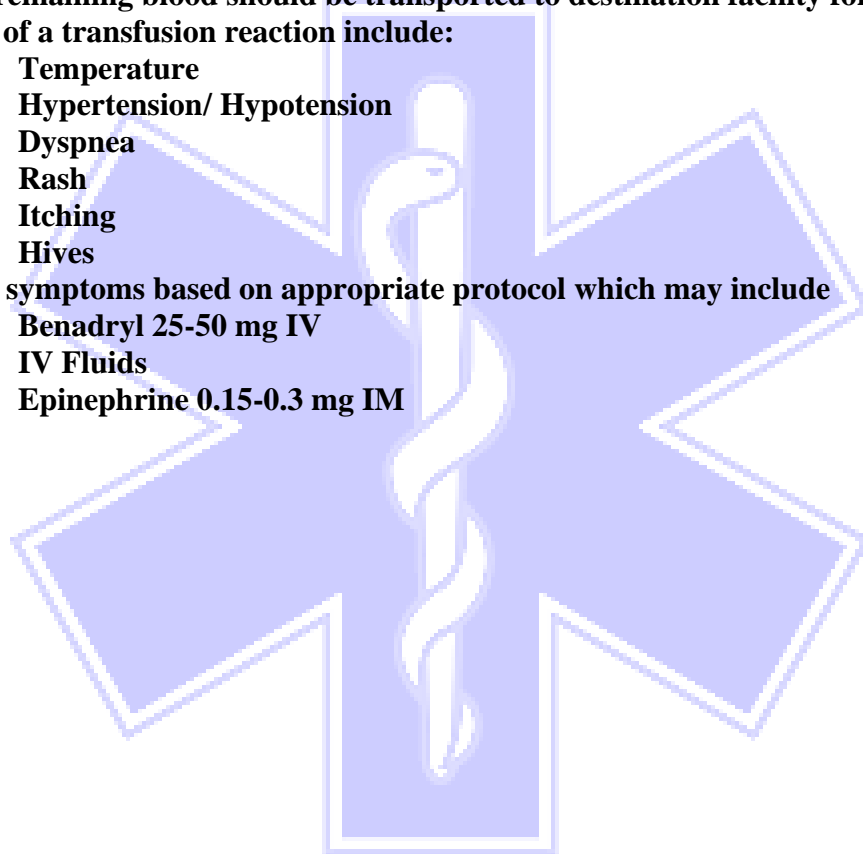 remaining blood should be transported to destination facility for
of a transfusion reaction include:
Temperature
Hypertension/ Hypotension
Dyspnea
Rash
Itching
Hives
symptoms based on appropriate protocol which may include
Benadryl 25-50 mg IV
IV Fluids
Epinephrine 0.15-0.3 mg IM